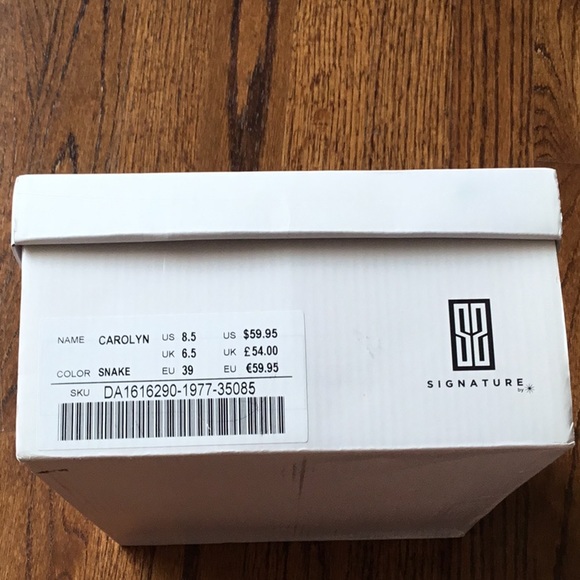 NAME CAROLYN US 8.5 US $59.95
UK 6.5 UK £54.00
COLOR SNAKE EU 39 EU €59.95
SKU DA1616290-1977-35085
SIGNATURE
by